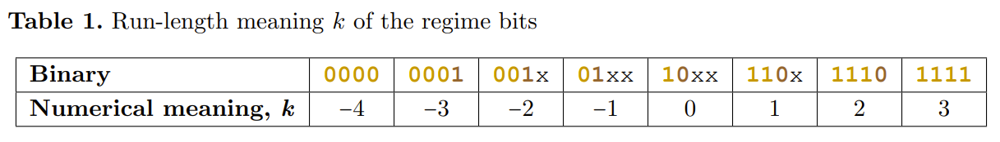 Table 1. Run-length meaning k of the regime bits
Binary 0000 0001 001x 01xx 10xx 110x 1110 1111
Numerical meaning, k −4 −3 −2 −1 0 1 2 3